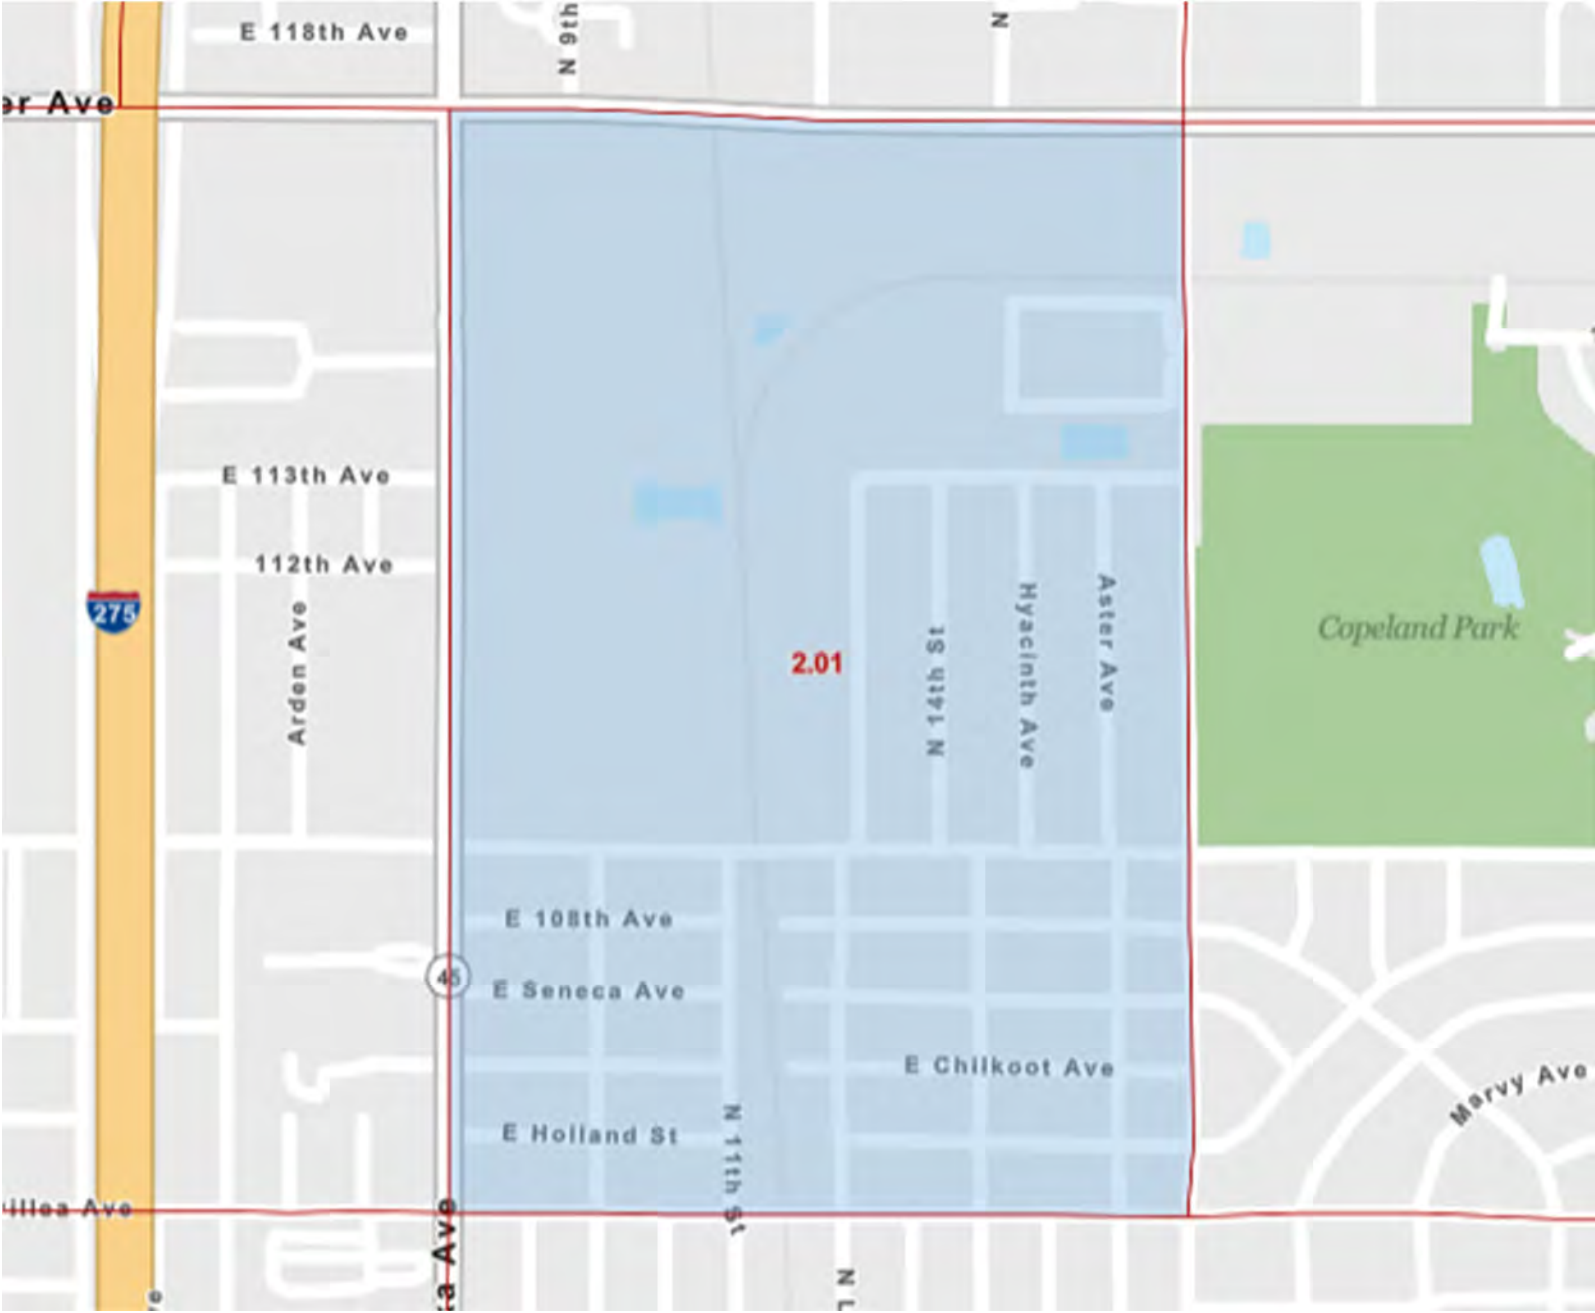 E 118th Ave
N 9th
N
er Ave
E 113th Ave
112th Ave
275
Arden Ave
2.01
N 14th St
Hyacinth Ave
Aster Ave
Copeland Park
E 108th Ave
45
E Seneca Ave
E Chilkoot Ave
Marvy Ave
E Holland St
N 11th St
illea Ave
ka Ave
N